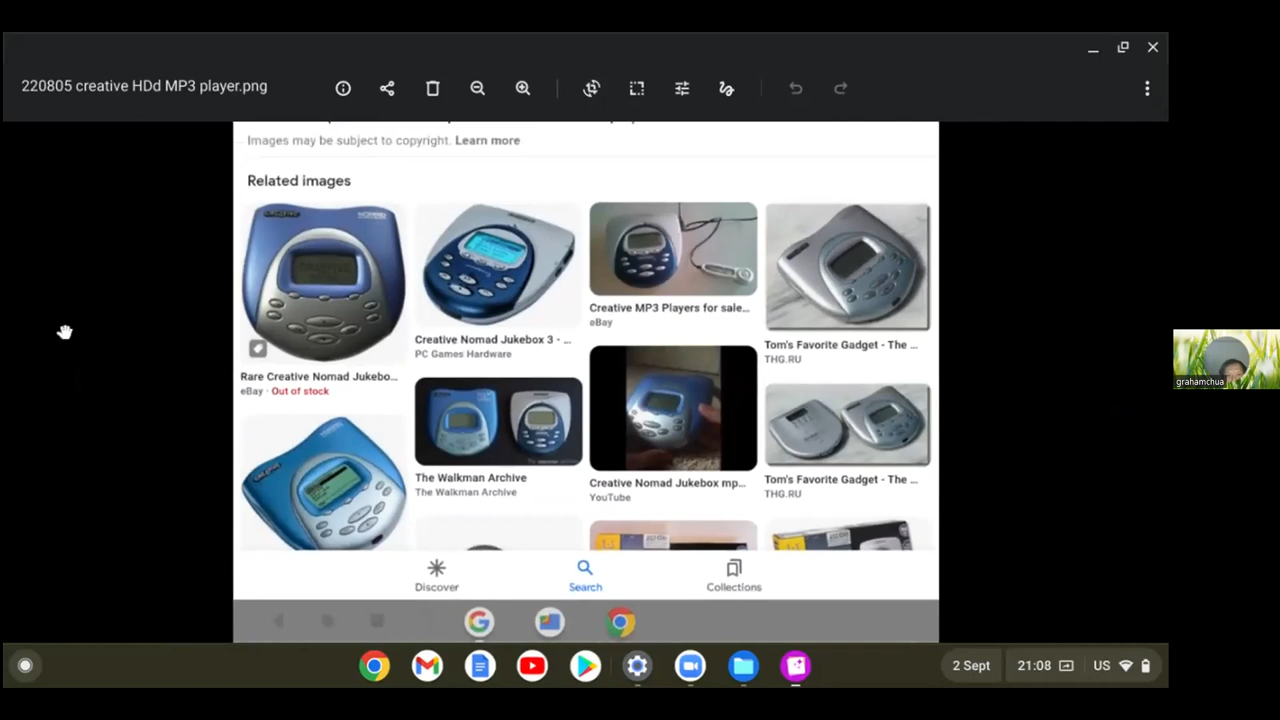 220805 creative HDd MP3 player.png
Images may be subject to copyright. Learn more
Related images
Rare Creative Nomad Jukebo...
eBay · Out of stock
Creative Nomad Jukebox 3 - ...
PC Games Hardware
Creative MP3 Players for sale...
eBay
Tom's Favorite Gadget - The ...
THG.RU
The Walkman Archive
The Walkman Archive
Creative Nomad Jukebox mp...
YouTube
Tom's Favorite Gadget - The ...
THG.RU
Discover
Search
Collections
2 Sept
21:08
US
grahamchua